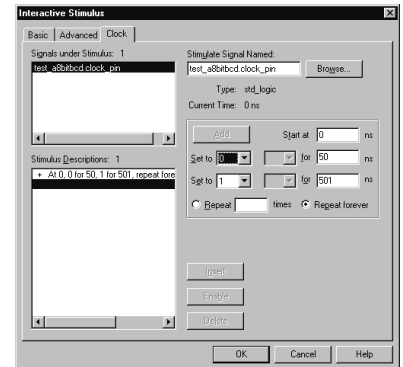 Interactive Stimulus
Basic Advanced Clock
Signals under Stimulus: 1
test_a8bitbcd.clock_pin
Stimulus Descriptions: 1
+ At 0, 0 for 50, 1 for 501, repeat fore
Stimulate Signal Named:
test_a8bitbcd.clock_pin Browse...
Type: std_logic
Current Time: 0 ns
Add Start at 0 ns
Set to 0 for 50 ns
Set to 1 for 501 ns
Repeat times Repeat forever
Insert
Enable
Delete
OK Cancel Help